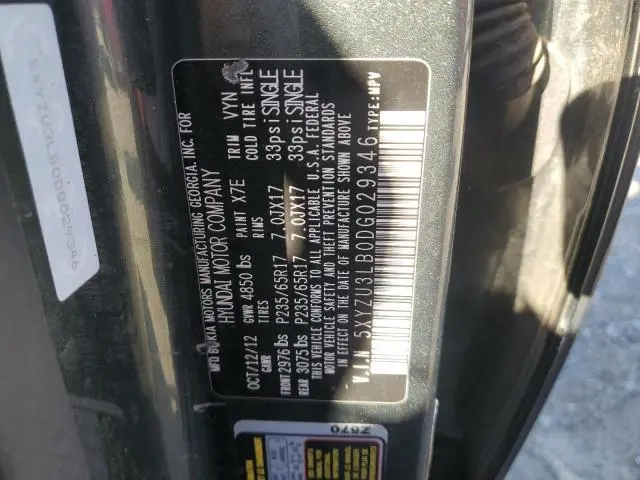 MFD.BY KIA MOTORS MANUFACTURING GEORGIA, INC. FOR
HYUNDAI MOTOR COMPANY
OCT/12/12 GVWR 4850 lbs PAINT X7E TRIM VYN
GAWR TIRES RIMS COLD TIRE INFL
FRONT 2976 lbs P235/65R17 7.0JX17 33psi SINGLE
REAR 3075 lbs P235/65R17 7.0JX17 33psi SINGLE
THIS VEHICLE CONFORMS TO ALL APPLICABLE U.S.A. FEDERAL
MOTOR VEHICLE SAFETY AND THEFT PREVENTION STANDARDS
IN EFFECT ON THE DATE OF MANUFACTURE SHOWN ABOVE
V.I.N 5XYZU3LB0DG029346 TYPE:MPV
Z670